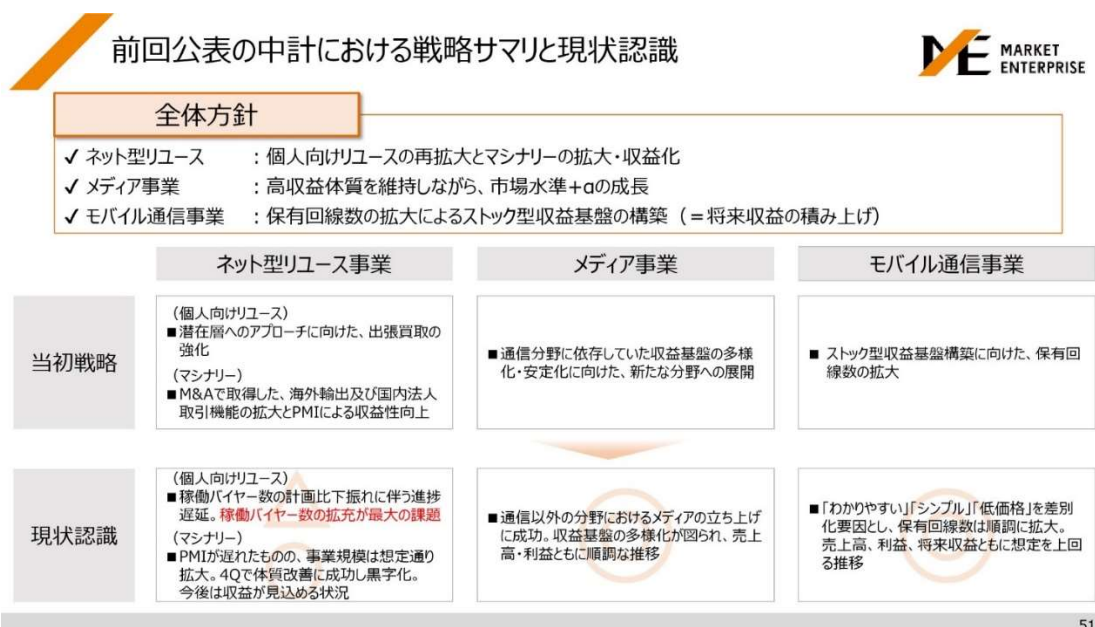 前回公表の中計における戦略サマリと現状認識
ME MARKET
ENTERPRISE
全体方針
✓ ネット型リユース ：個人向けリユースの再拡大とマシナリーの拡大・収益化
✓ メディア事業 ：高収益体質を維持しながら、市場水準+αの成長
✓ モバイル通信事業 ：保有回線数の拡大によるストック型収益基盤の構築（＝将来収益の積み上げ）
ネット型リユース事業
メディア事業
モバイル通信事業
当初戦略
（個人向けリユース）
■潜在層へのアプローチに向けた、出張買取の
強化
（マシナリー）
■M&Aで取得した、海外輸出及び国内法人
取引機能の拡大とPMIによる収益性向上
■通信分野に依存していた収益基盤の多様
化・安定化に向けた、新たな分野への展開
■ ストック型収益基盤構築に向けた、保有回
線数の拡大
現状認識
（個人向けリユース）
■稼働バイヤー数の計画比下振れに伴う進捗
遅延。稼働バイヤー数の拡充が最大の課題
（マシナリー）
■PMIが遅れたものの、事業規模は想定通り
拡大。4Qで体質改善に成功し黒字化。
今後は収益が見込める状況
■通信以外の分野におけるメディアの立ち上げ
に成功。収益基盤の多様化が図られ、売上
高・利益ともに順調な推移
■「わかりやすい」「シンプル」「低価格」を差別
化要因とし、保有回線数は順調に拡大。
売上高、利益、将来収益ともに想定を上回
る推移
51